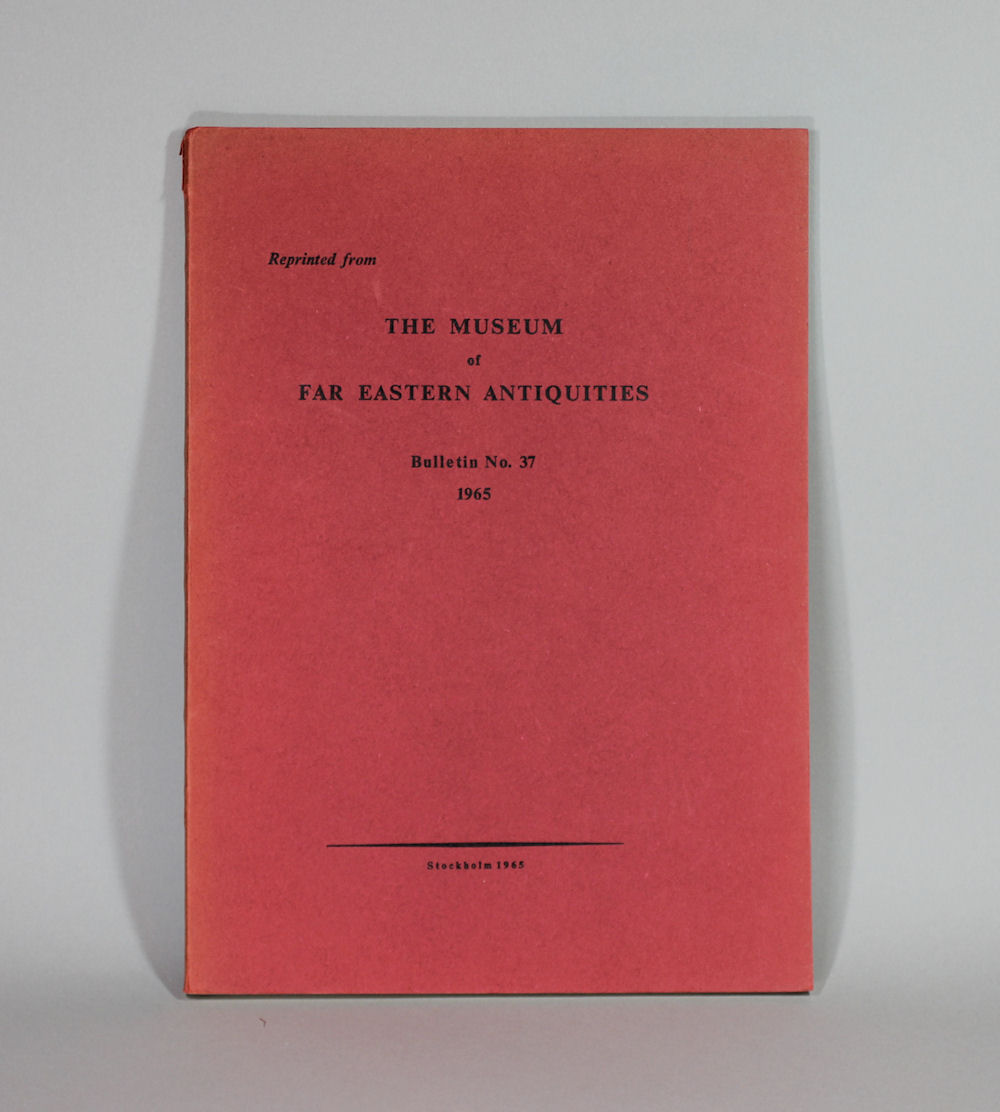 Reprinted from
THE MUSEUM
of
FAR EASTERN ANTIQUITIES
Bulletin No. 37
1965
Stockholm 1965